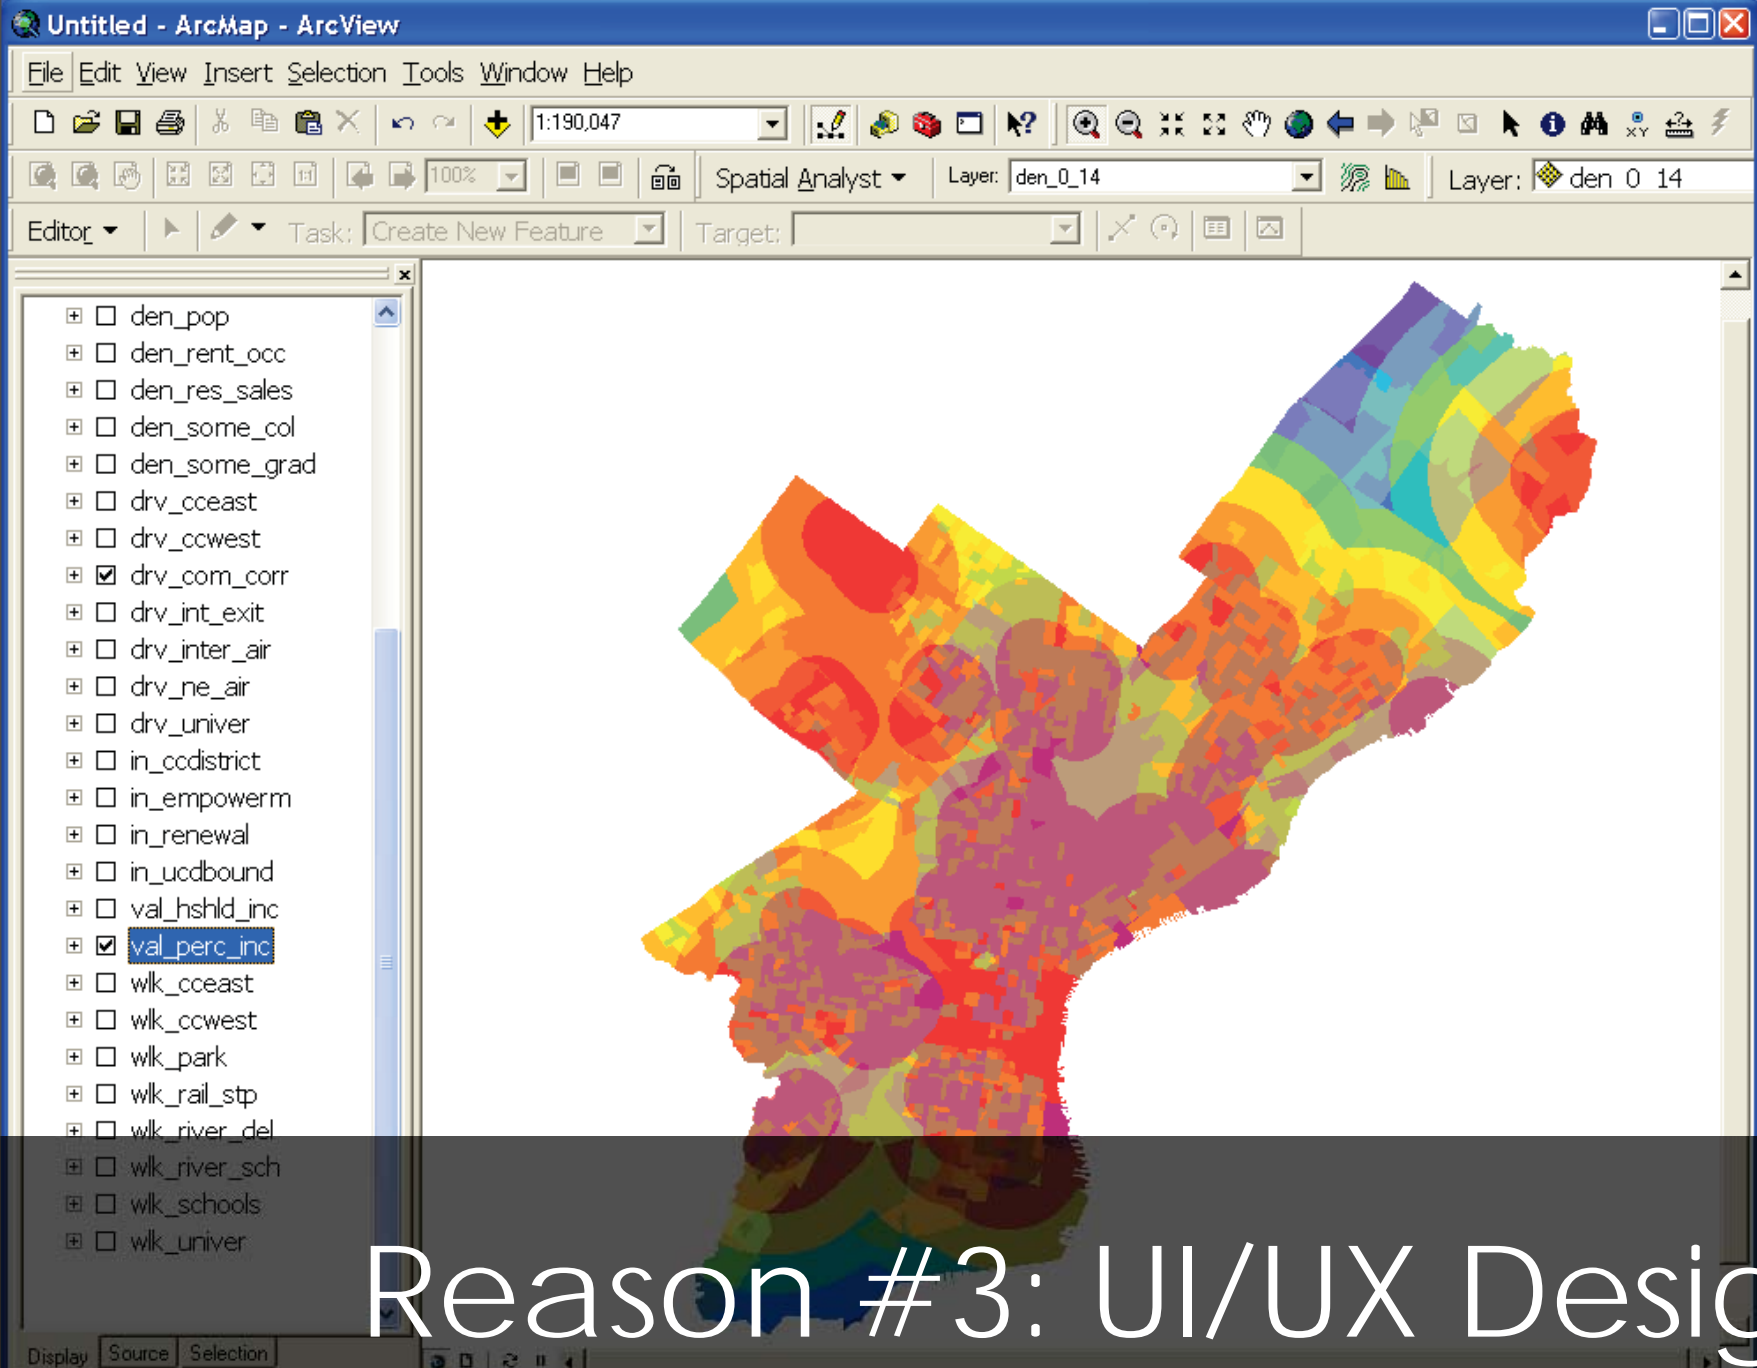 Untitled - ArcMap - ArcView
File Edit View Insert Selection Tools Window Help
1:190,047
100% 1:1 Spatial Analyst Layer: den_0_14 Layer: den_0_14
Editor Task: Create New Feature Target:
den_pop
den_rent_occ
den_res_sales
den_some_col
den_some_grad
drv_cceast
drv_ccwest
drv_com_corr
drv_int_exit
drv_inter_air
drv_ne_air
drv_univer
in_ccdistrict
in_empowerm
in_renewal
in_ucdbound
val_hshld_inc
val_perc_inc
wlk_cceast
wlk_ccwest
wlk_park
wlk_rail_stp
wlk_river_del
wlk_river_sch
wlk_schools
wlk_univer
Reason #3: UI/UX Desig
Display Source Selection